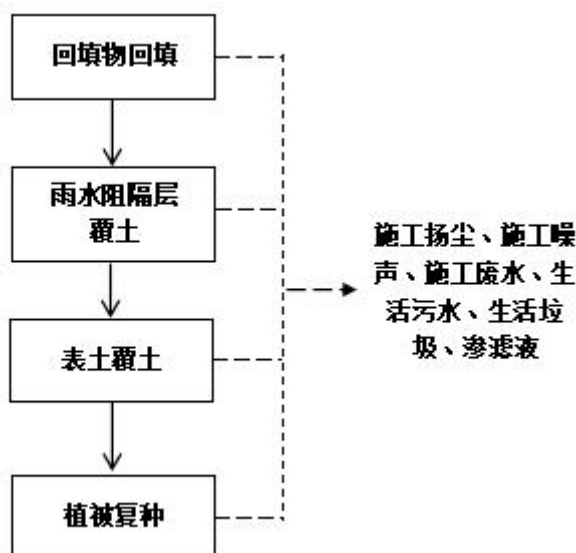 回填物回填
雨水阻隔层
覆土
施工扬尘、施工噪
声、施工废水、生
活污水、生活垃
圾、渗滤液
表土覆土
植被复种